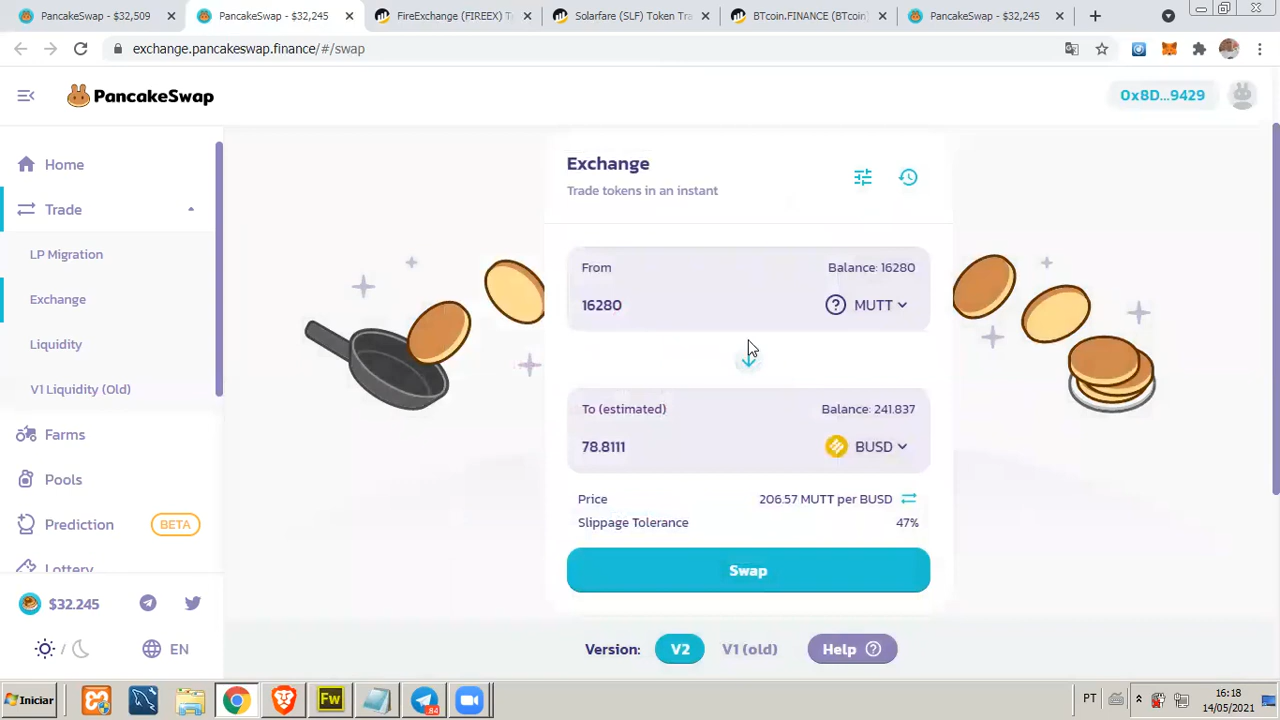 PancakeSwap - $32,509
PancakeSwap - $32,245
FireExchange (FIREEX) T
Solarfare (SLF) Token Tra
BTcoin.FINANCE (BTcoin)
PancakeSwap - $32,245
exchange.pancakeswap.finance/#/swap
PancakeSwap
0x8D...9429
Home
Trade
LP Migration
Exchange
Liquidity
V1 Liquidity (Old)
Farms
Pools
Prediction BETA
Lottery
$32.245
EN
Exchange
Trade tokens in an instant
From Balance: 16280
16280 MUTT
To (estimated) Balance: 241.837
78.8111 BUSD
Price 206.57 MUTT per BUSD
Slippage Tolerance 47%
Swap
Version: V2 V1 (old) Help
Iniciar
Fw
84
PT
16:18
14/05/2021